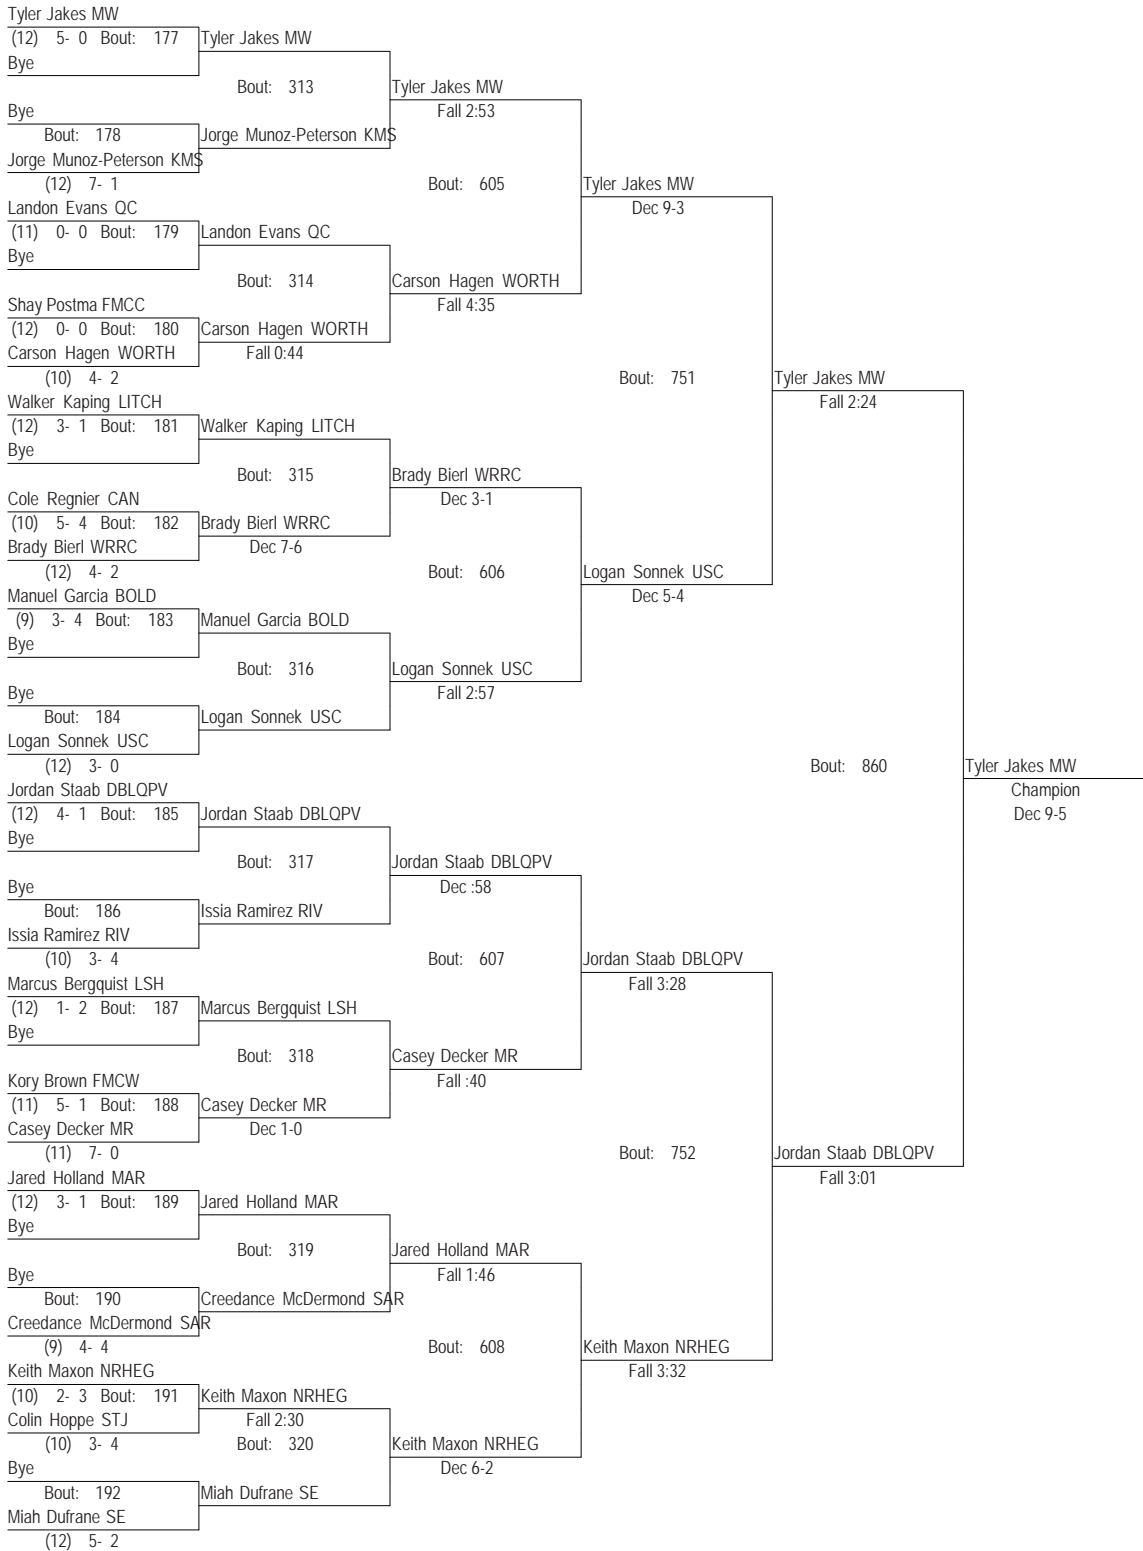 Tyler Jakes MW
(12) 5- 0 Bout: 177 Tyler Jakes MW
Bye
Bout: 313 Tyler Jakes MW
Bye Fall 2:53
Bout: 178 Jorge Munoz-Peterson KMS
Jorge Munoz-Peterson KMS
(12) 7- 1 Bout: 605 Tyler Jakes MW
Landon Evans QC Dec 9-3
(11) 0- 0 Bout: 179 Landon Evans QC
Bye
Bout: 314 Carson Hagen WORTH
Shay Postma FMCC Fall 4:35
(12) 0- 0 Bout: 180 Carson Hagen WORTH
Carson Hagen WORTH Fall 0:44
(10) 4- 2 Bout: 751 Tyler Jakes MW
Walker Kaping LITCH Fall 2:24
(12) 3- 1 Bout: 181 Walker Kaping LITCH
Bye
Bout: 315 Brady Bierl WRRC
Cole Regnier CAN Dec 3-1
(10) 5- 4 Bout: 182 Brady Bierl WRRC
Brady Bierl WRRC Dec 7-6
(12) 4- 2 Bout: 606 Logan Sonnek USC
Manuel Garcia BOLD Dec 5-4
(9) 3- 4 Bout: 183 Manuel Garcia BOLD
Bye
Bout: 316 Logan Sonnek USC
Bye Fall 2:57
Bout: 184 Logan Sonnek USC
Logan Sonnek USC
(12) 3- 0 Bout: 860 Tyler Jakes MW
Jordan Staab DBLQPV Champion
(12) 4- 1 Bout: 185 Jordan Staab DBLQPV Dec 9-5
Bye
Bout: 317 Jordan Staab DBLQPV
Bye Dec :58
Bout: 186 Issia Ramirez RIV
Issia Ramirez RIV
(10) 3- 4 Bout: 607 Jordan Staab DBLQPV
Marcus Bergquist LSH Fall 3:28
(12) 1- 2 Bout: 187 Marcus Bergquist LSH
Bye
Bout: 318 Casey Decker MR
Kory Brown FMCW Fall :40
(11) 5- 1 Bout: 188 Casey Decker MR
Casey Decker MR Dec 1-0
(11) 7- 0 Bout: 752 Jordan Staab DBLQPV
Jared Holland MAR Fall 3:01
(12) 3- 1 Bout: 189 Jared Holland MAR
Bye
Bout: 319 Jared Holland MAR
Bye Fall 1:46
Bout: 190 Creedance McDermond SAR
Creedance McDermond SAR
(9) 4- 4 Bout: 608 Keith Maxon NRHEG
Keith Maxon NRHEG Fall 3:32
(10) 2- 3 Bout: 191 Keith Maxon NRHEG
Colin Hoppe STJ Fall 2:30
(10) 3- 4 Bout: 320 Keith Maxon NRHEG
Bye Dec 6-2
Bout: 192 Miah Dufrane SE
Miah Dufrane SE
(12) 5- 2